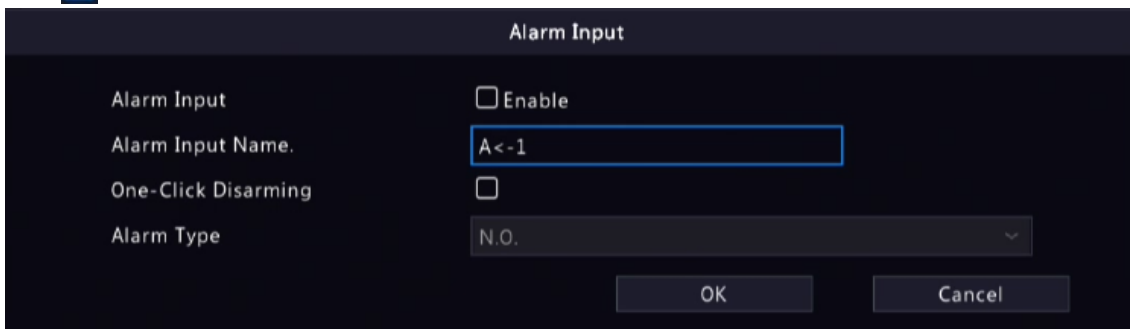 Alarm Input
Alarm Input Enable
Alarm Input Name. A<-1
One-Click Disarming
Alarm Type N.O.
OK Cancel